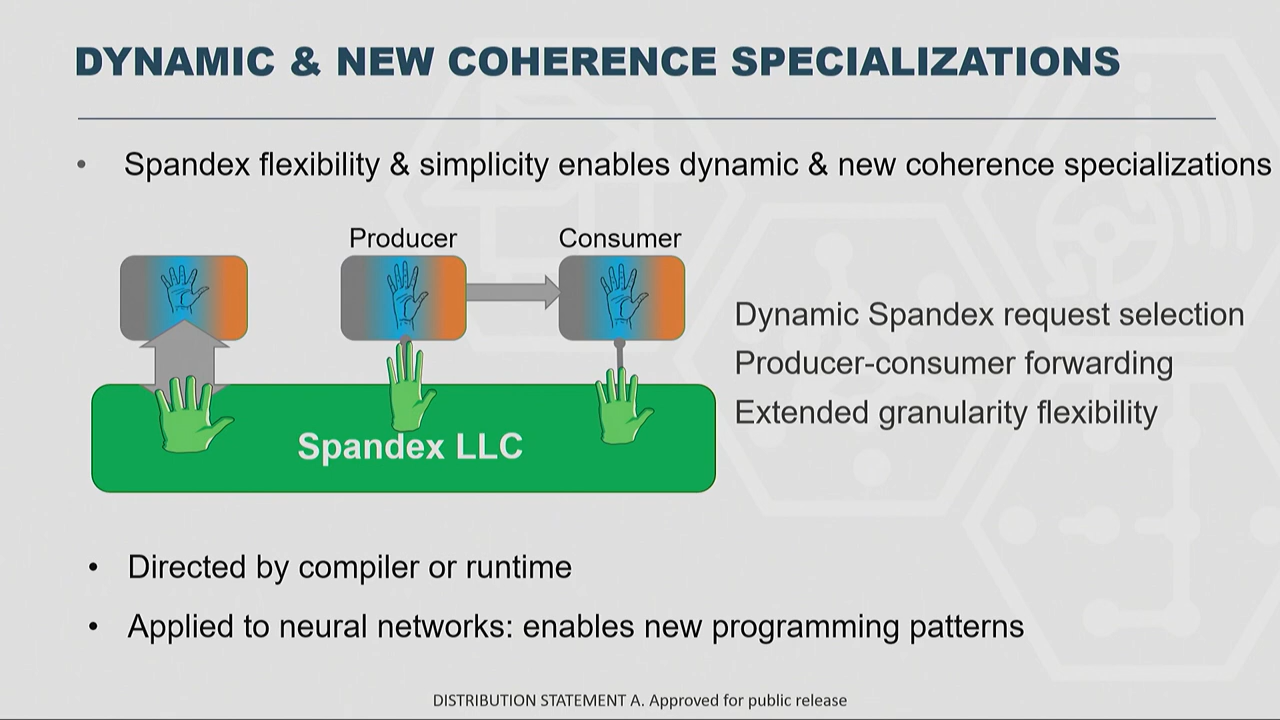 DYNAMIC & NEW COHERENCE SPECIALIZATIONS
• Spandex flexibility & simplicity enables dynamic & new coherence specializations
Producer
Consumer
Dynamic Spandex request selection
Producer-consumer forwarding
Extended granularity flexibility
Spandex LLC
• Directed by compiler or runtime
• Applied to neural networks: enables new programming patterns
DISTRIBUTION STATEMENT A. Approved for public release